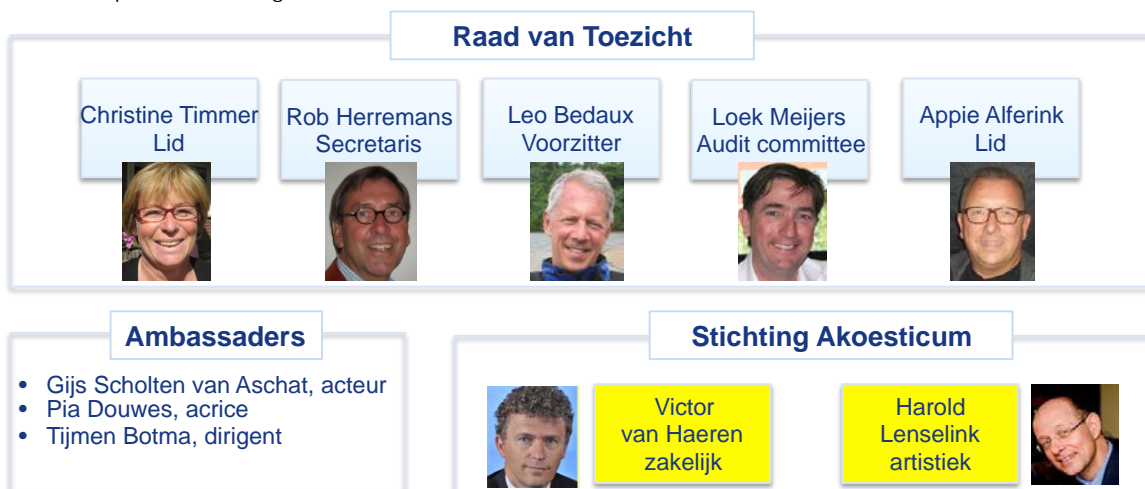 Raad van Toezicht
Christine Timmer
Lid
Rob Herremans
Secretaris
Leo Bedaux
Voorzitter
Loek Meijers
Audit committee
Appie Alferink
Lid
Ambassaders
• Gijs Scholten van Aschat, acteur
• Pia Douwes, acrice
• Tijmen Botma, dirigent
Stichting Akoesticum
Victor
van Haeren
zakelijk
Harold
Lenselink
artistiek